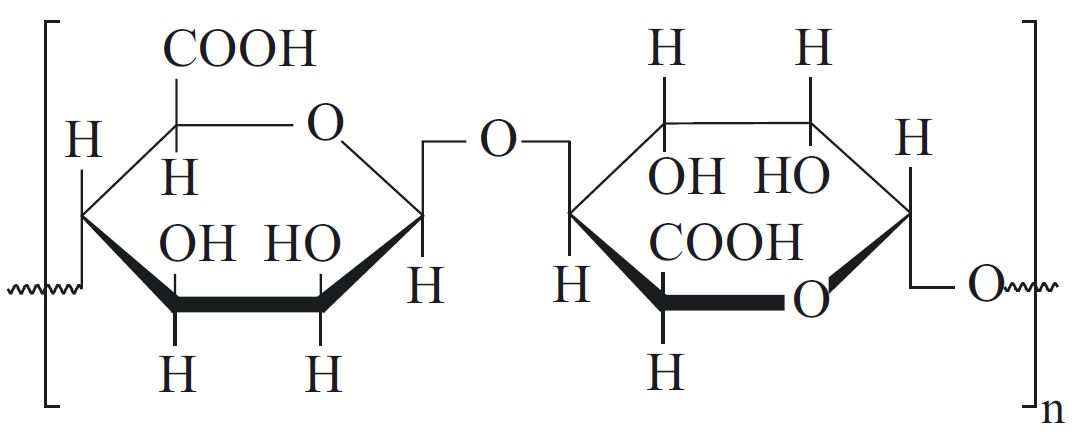 COOH H H
H O O H
H OH HO
OH HO COOH
H H O O
H H H
n